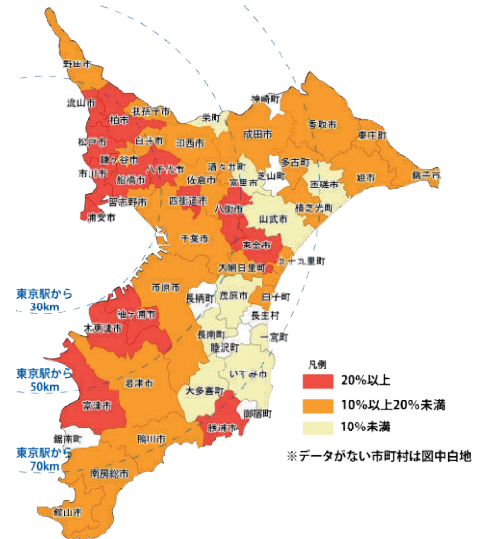 野田市
流山市
柏市
我孫子市
栄町
神崎町
香取市
東庄町
成田市
松戸市
白井市
印西市
鎌ケ谷市
八千代市
酒々井町
多古町
芝山町
匝瑳市
旭市
銚子市
市川市
船橋市
佐倉市
富里市
浦安市
習志野市
四街道市
八街市
山武市
横芝光町
千葉市
東金市
九十九里町
大網白里町
東京駅から
30km
市原市
長柄町
茂原市
白子町
袖ヶ浦市
木更津市
長生村
長南町
一宮町
睦沢町
東京駅から
50km
君津市
いすみ市
大多喜町
富津市
勝浦市
御宿町
鋸南町
鴨川市
東京駅から
70km
南房総市
館山市
凡例
20%以上
10%以上20%未満
10%未満
※データがない市町村は図中白地